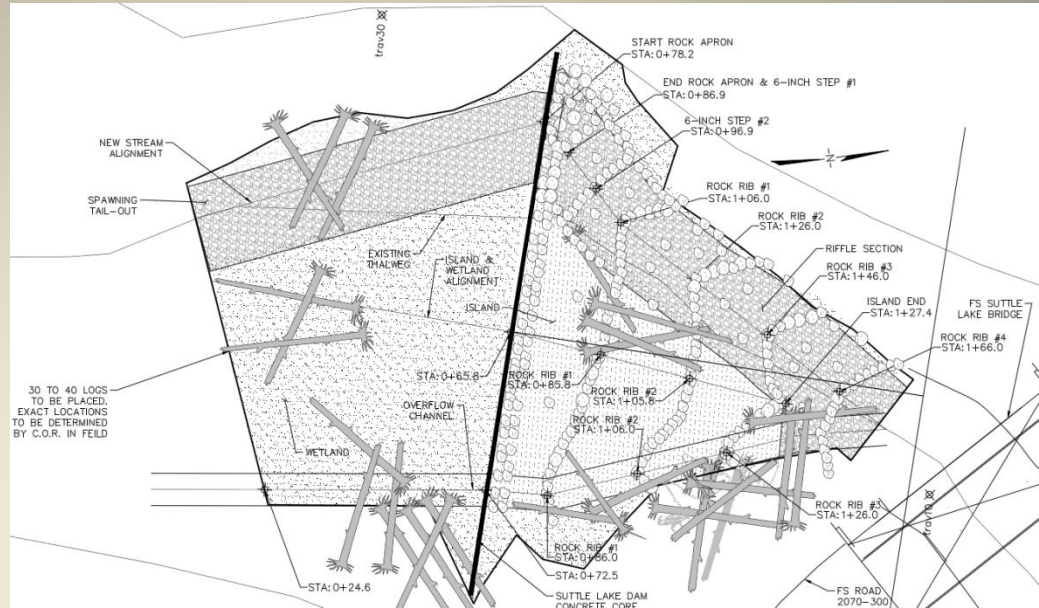 trav30
START ROCK APRON
STA: 0+78.2
END ROCK APRON & 6-INCH STEP #1
STA: 0+86.9
6-INCH STEP #2
STA: 0+96.9
NEW STREAM
ALIGNMENT
N
SPAWNING
TAIL-OUT
ROCK RIB #1
STA: 1+06.0
ROCK RIB #2
STA: 1+26.0
RIFFLE SECTION
EXISTING
THALWEG
ISLAND &
WETLAND
ALIGNMENT
ROCK RIB #3
STA: 1+46.0
ISLAND
ISLAND END
STA: 1+27.4
FS SUTTLE
LAKE BRIDGE
ROCK RIB #4
STA: 1+66.0
STA: 0+65.8
ROCK RIB #1
STA: 0+85.8
30 TO 40 LOGS
TO BE PLACED.
EXACT LOCATIONS
TO BE DETERMINED
BY C.O.R. IN FEILD
ROCK RIB #2
STA: 1+05.8
OVERFLOW
CHANNEL
ROCK RIB #2
STA: 1+06.0
WETLAND
ROCK RIB #3
STA: 1+26.0
trav10
ROCK RIB #1
STA: 0+86.0
STA: 0+24.6
STA: 0+72.5
SUTTLE LAKE DAM
CONCRETE CORE
FS ROAD
2070-300